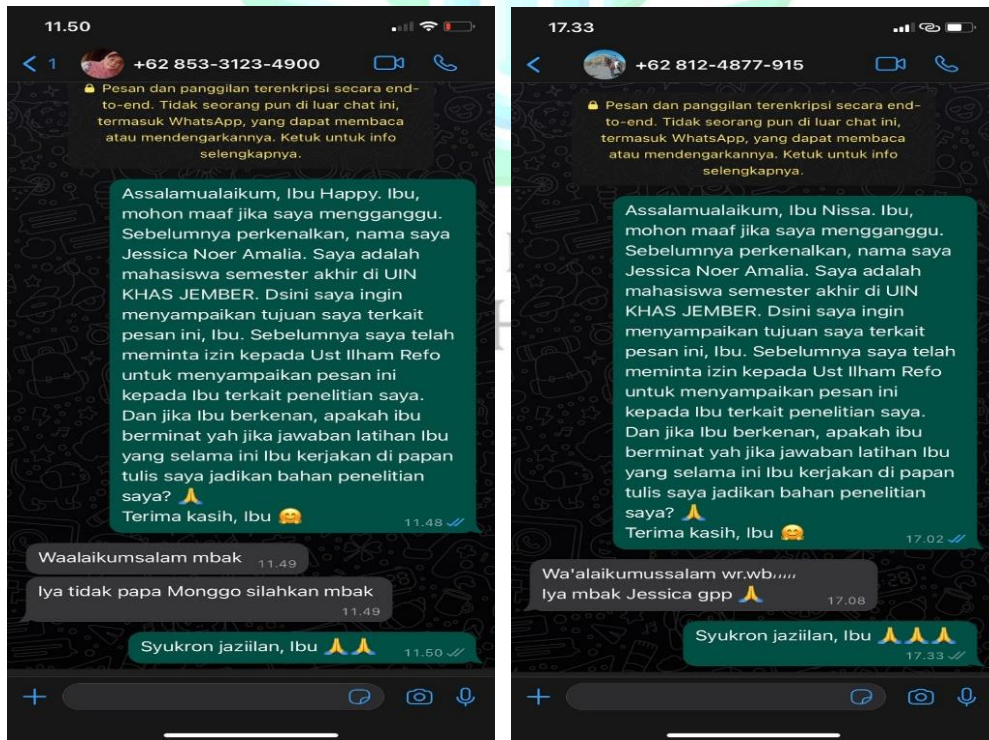 11.50
1
+62 853-3123-4900
Pesan dan panggilan terenkripsi secara end-
to-end. Tidak seorang pun di luar chat ini,
termasuk WhatsApp, yang dapat membaca
atau mendengarkannya. Ketuk untuk info
selengkapnya.
Assalamualaikum, Ibu Happy. Ibu,
mohon maaf jika saya mengganggu.
Sebelumnya perkenalkan, nama saya
Jessica Noer Amalia. Saya adalah
mahasiswa semester akhir di UIN
KHAS JEMBER. Dsini saya ingin
menyampaikan tujuan saya terkait
pesan ini, Ibu. Sebelumnya saya telah
meminta izin kepada Ust Ilham Refo
untuk menyampaikan pesan ini
kepada Ibu terkait penelitian saya.
Dan jika Ibu berkenan, apakah ibu
berminat yah jika jawaban latihan Ibu
yang selama ini Ibu kerjakan di papan
tulis saya jadikan bahan penelitian
saya? 🙏
Terima kasih, Ibu 🤗
11.48
Waalaikumsalam mbak 11.49
Iya tidak papa Monggo silahkan mbak
11.49
Syukron jaziilan, Ibu 🙏🙏 11.50
17.33
+62 812-4877-915
Pesan dan panggilan terenkripsi secara end-
to-end. Tidak seorang pun di luar chat ini,
termasuk WhatsApp, yang dapat membaca
atau mendengarkannya. Ketuk untuk info
selengkapnya.
Assalamualaikum, Ibu Nissa. Ibu,
mohon maaf jika saya mengganggu.
Sebelumnya perkenalkan, nama saya
Jessica Noer Amalia. Saya adalah
mahasiswa semester akhir di UIN
KHAS JEMBER. Dsini saya ingin
menyampaikan tujuan saya terkait
pesan ini, Ibu. Sebelumnya saya telah
meminta izin kepada Ust Ilham Refo
untuk menyampaikan pesan ini
kepada Ibu terkait penelitian saya.
Dan jika Ibu berkenan, apakah ibu
berminat yah jika jawaban latihan Ibu
yang selama ini Ibu kerjakan di papan
tulis saya jadikan bahan penelitian
saya? 🙏
Terima kasih, Ibu 🤗
17.02
Wa'alaikumussalam wr.wb,,,,,
Iya mbak Jessica gpp 🙏 17.08
Syukron jaziilan, Ibu 🙏🙏🙏
17.33